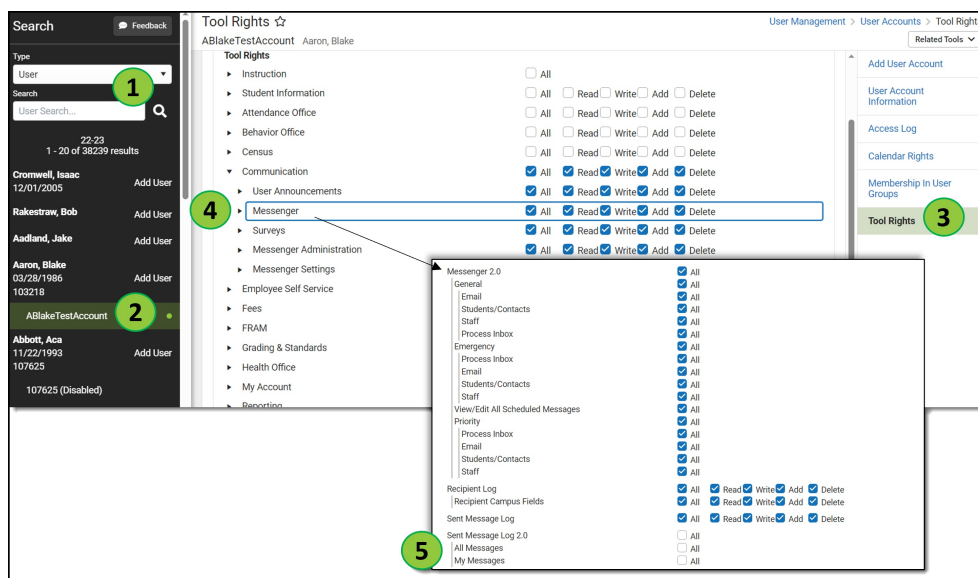 Search
Feedback
Type
User
1
Search
User Search...
22-23
1 - 20 of 38239 results
Cromwell, Isaac
12/01/2005 Add User
Rakestraw, Bob Add User
Aadland, Jake Add User
Aaron, Blake
03/28/1986 Add User
103218
ABlakeTestAccount 2
Abbott, Aca
11/22/1993 Add User
107625
107625 (Disabled)
Tool Rights
User Management > User Accounts > Tool Right
ABlakeTestAccount Aaron, Blake
Related Tools
Tool Rights
Instruction All
Student Information All Read Write Add Delete
Attendance Office All Read Write Add Delete
Behavior Office All Read Write Add Delete
Census All Read Write Add Delete
Communication All Read Write Add Delete
User Announcements All Read Write Add Delete
4 Messenger All Read Write Add Delete
Surveys All Read Write Add Delete
Messenger Administration All Read Write Add Delete
Messenger Settings
Employee Self Service
Fees
FRAM
Grading & Standards
Health Office
My Account
Reporting
Add User Account
User Account
Information
Access Log
Calendar Rights
Membership In User
Groups
Tool Rights 3
Messenger 2.0 All
General All
Email All
Students/Contacts All
Staff All
Process Inbox All
Emergency All
Process Inbox All
Email All
Students/Contacts All
Staff All
View/Edit All Scheduled Messages All
Priority All
Process Inbox All
Email All
Students/Contacts All
Staff All
Recipient Log All Read Write Add Delete
Recipient Campus Fields All Read Write Add Delete
Sent Message Log All Read Write Add Delete
Sent Message Log 2.0 All
5 All Messages All
My Messages All